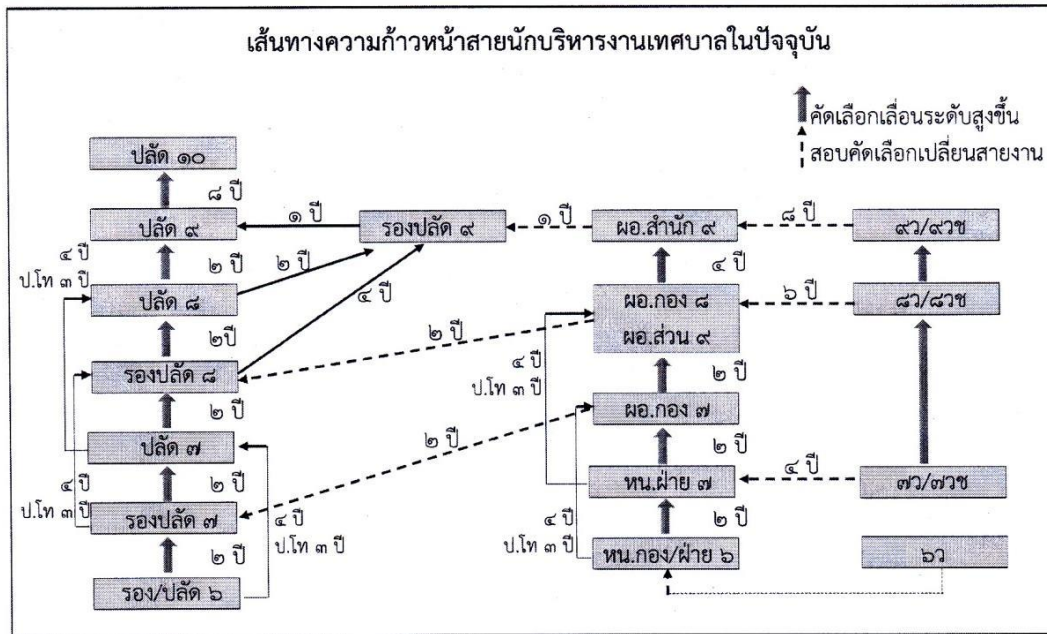 เส้นทางความก้าวหน้าสายนักบริหารงานเทศบาลในปัจจุบัน
คัดเลือกเลื่อนระดับสูงขึ้น
สอบคัดเลือกเปลี่ยนสายงาน
ปลัด ๑๐
๘ ปี
ปลัด ๙
๑ ปี
รองปลัด ๙
๑ ปี
ผอ.สำนัก ๙
๘ ปี
๙ว/๙วช
๔ ปี
ป.โท ๓ ปี
๒ ปี
๒ ปี
๔ ปี
๔ ปี
ปลัด ๘
ผอ.กอง ๘
ผอ.ส่วน ๙
๖ ปี
๘ว/๘วช
๒ปี
๒ ปี
รองปลัด ๘
๔ ปี
ป.โท ๓ ปี
๒ ปี
๒ ปี
ผอ.กอง ๗
ปลัด ๗
๒ ปี
๒ ปี
๔ ปี
ป.โท ๓ ปี
๒ ปี
หน.ฝ่าย ๗
๔ ปี
๗ว/๗วช
รองปลัด ๗
๔ ปี
ป.โท ๓ ปี
๔ ปี
ป.โท ๓ ปี
๒ ปี
๒ ปี
หน.กอง/ฝ่าย ๖
๖ว
รอง/ปลัด ๖